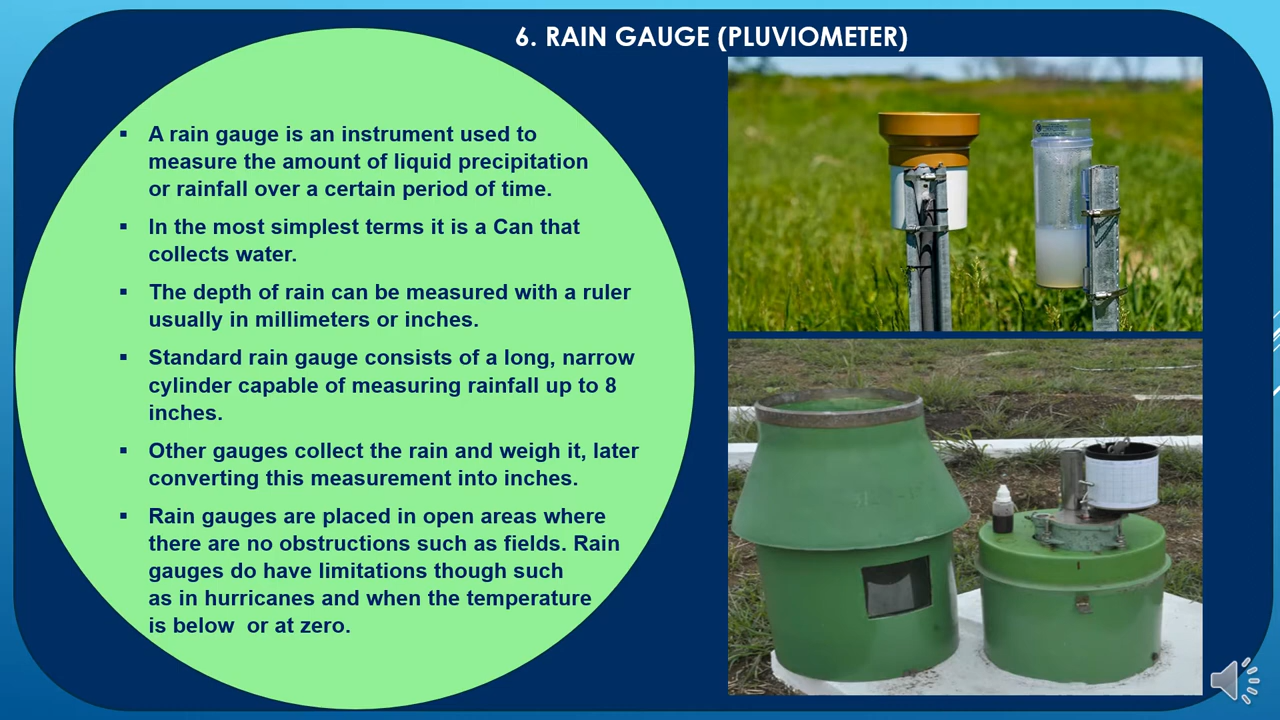 6. RAIN GAUGE (PLUVIOMETER)
▪ A rain gauge is an instrument used to
measure the amount of liquid precipitation
or rainfall over a certain period of time.
▪ In the most simplest terms it is a Can that
collects water.
▪ The depth of rain can be measured with a ruler
usually in millimeters or inches.
▪ Standard rain gauge consists of a long, narrow
cylinder capable of measuring rainfall up to 8
inches.
▪ Other gauges collect the rain and weigh it, later
converting this measurement into inches.
▪ Rain gauges are placed in open areas where
there are no obstructions such as fields. Rain
gauges do have limitations though such
as in hurricanes and when the temperature
is below  or at zero.